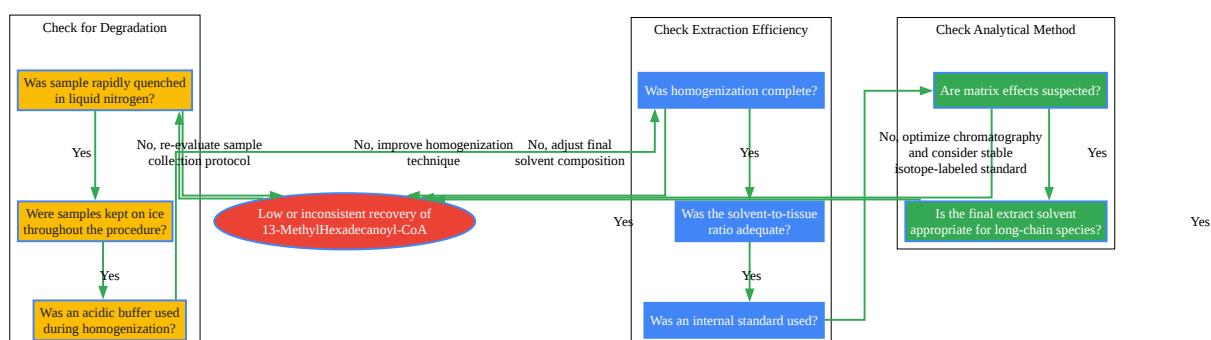 Check for Degradation
Was sample rapidly quenched
in liquid nitrogen?
Yes
Were samples kept on ice
throughout the procedure?
Yes
Was an acidic buffer used
during homogenization?
No, re-evaluate sample
collection protocol
Low or inconsistent recovery of
13-MethylHexadecanoyl-CoA
No, improve homogenization
technique
No, adjust final
solvent composition
Yes
Check Extraction Efficiency
Was homogenization complete?
Yes
Was the solvent-to-tissue
ratio adequate?
Yes
Was an internal standard used?
Check Analytical Method
Are matrix effects suspected?
No, optimize chromatography
and consider stable
isotope-labeled standard
Yes
Is the final extract solvent
appropriate for long-chain species?
Yes